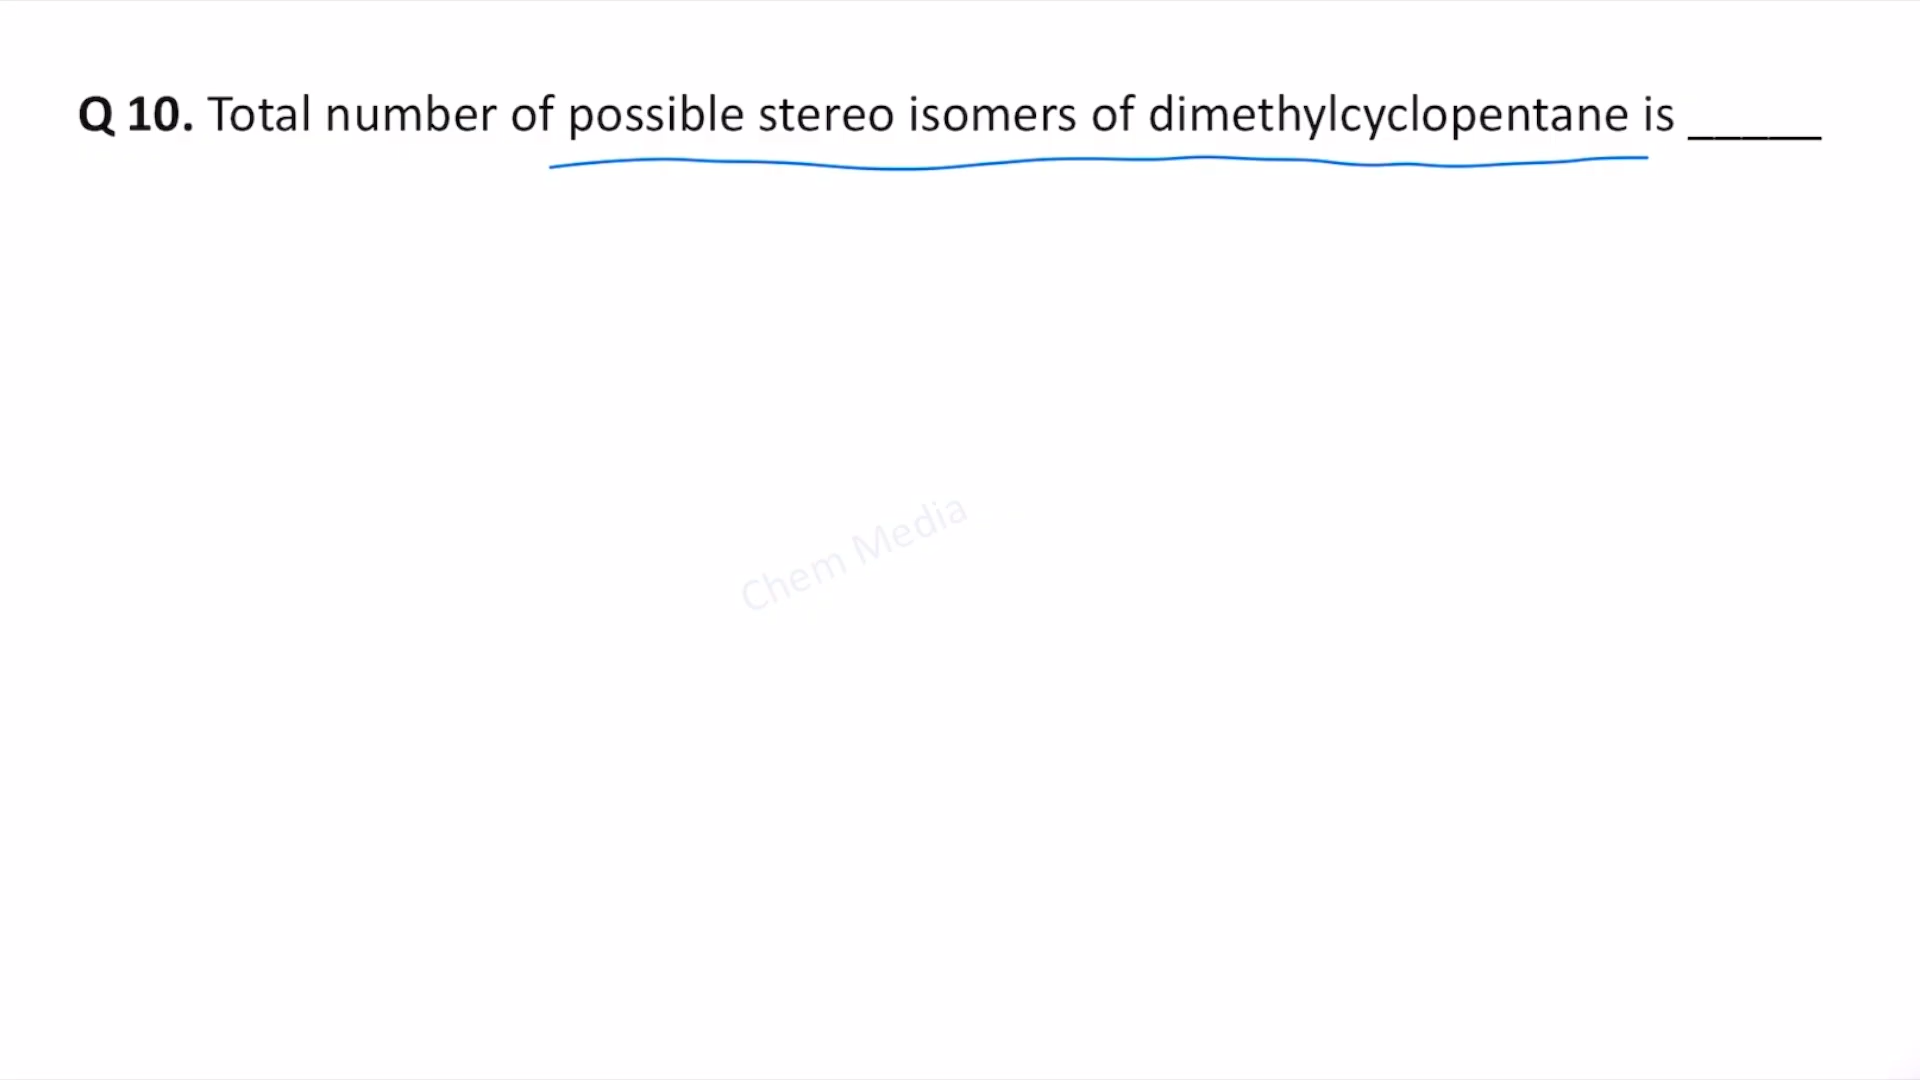 Q 10. Total number of possible stereo isomers of dimethylcyclopentane is _____
Chem Media